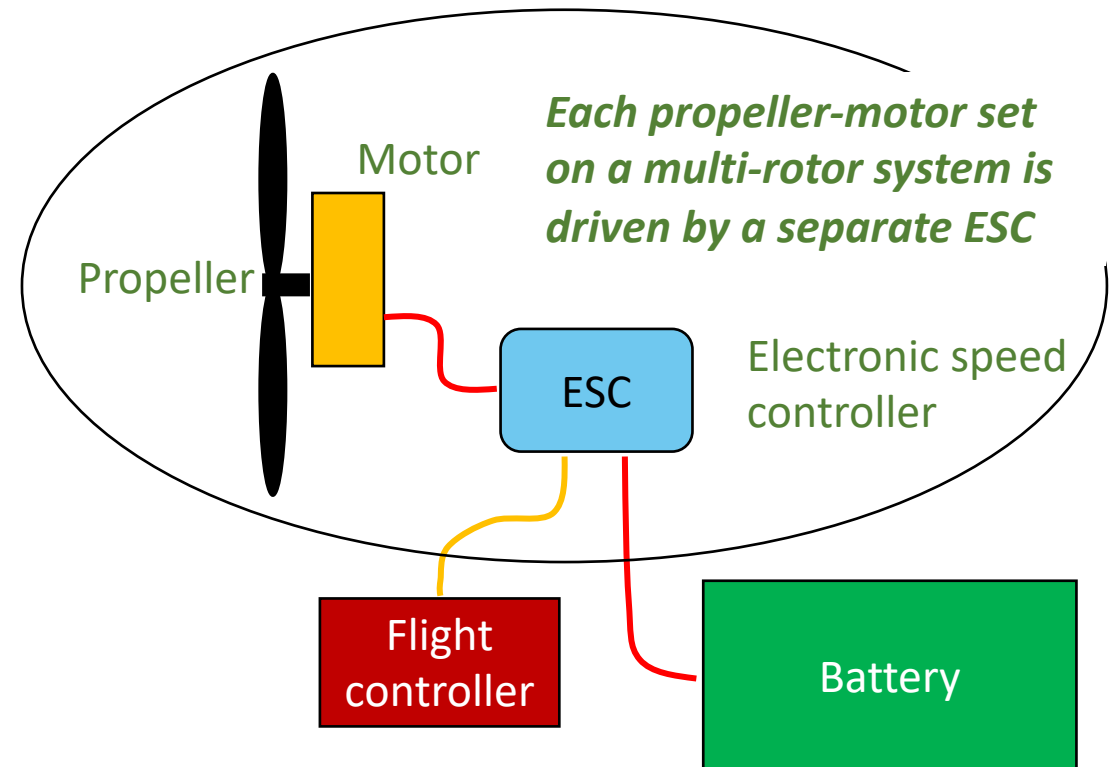 Each propeller-motor set
on a multi-rotor system is
driven by a separate ESC
Motor
Propeller
ESC
Electronic speed
controller
Flight
controller
Battery